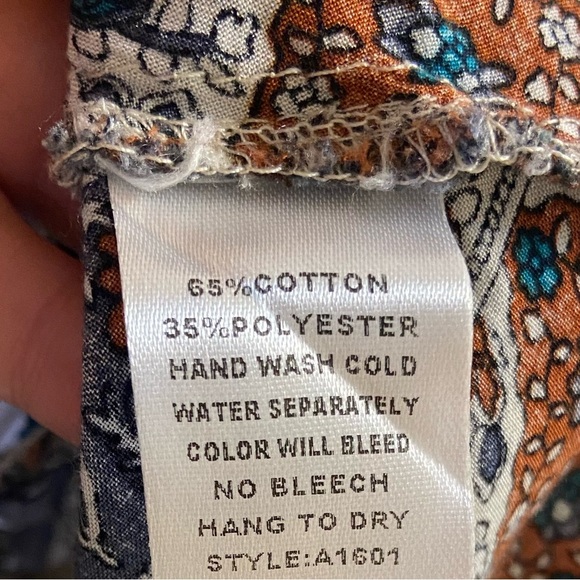 65%COTTON
35%POLYESTER
HAND WASH COLD
WATER SEPARATELY
COLOR WILL BLEED
NO BLEECH
HANG TO DRY
STYLE:A1601